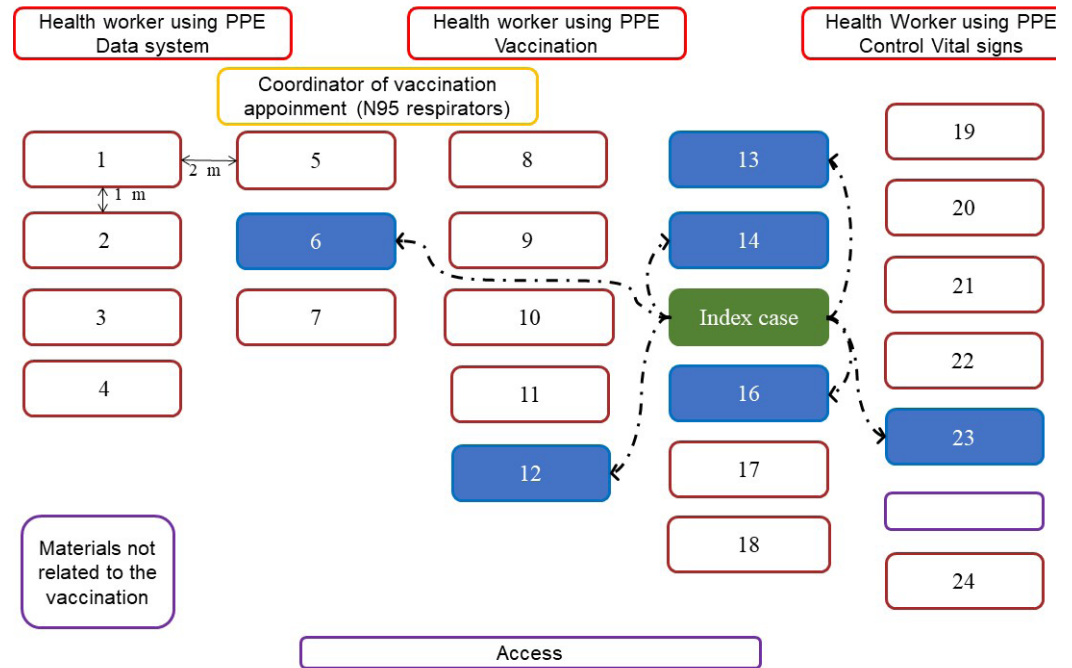 Health worker using PPE
Data system
Health worker using PPE
Vaccination
Health Worker using PPE
Control Vital signs
Coordinator of vaccination
appoinment (N95 respirators)
1
2 m
5
8
13
19
1 m
2
6
9
14
20
3
7
10
Index case
21
4
11
16
22
12
17
23
18
24
Materials not
related to the
vaccination
Access